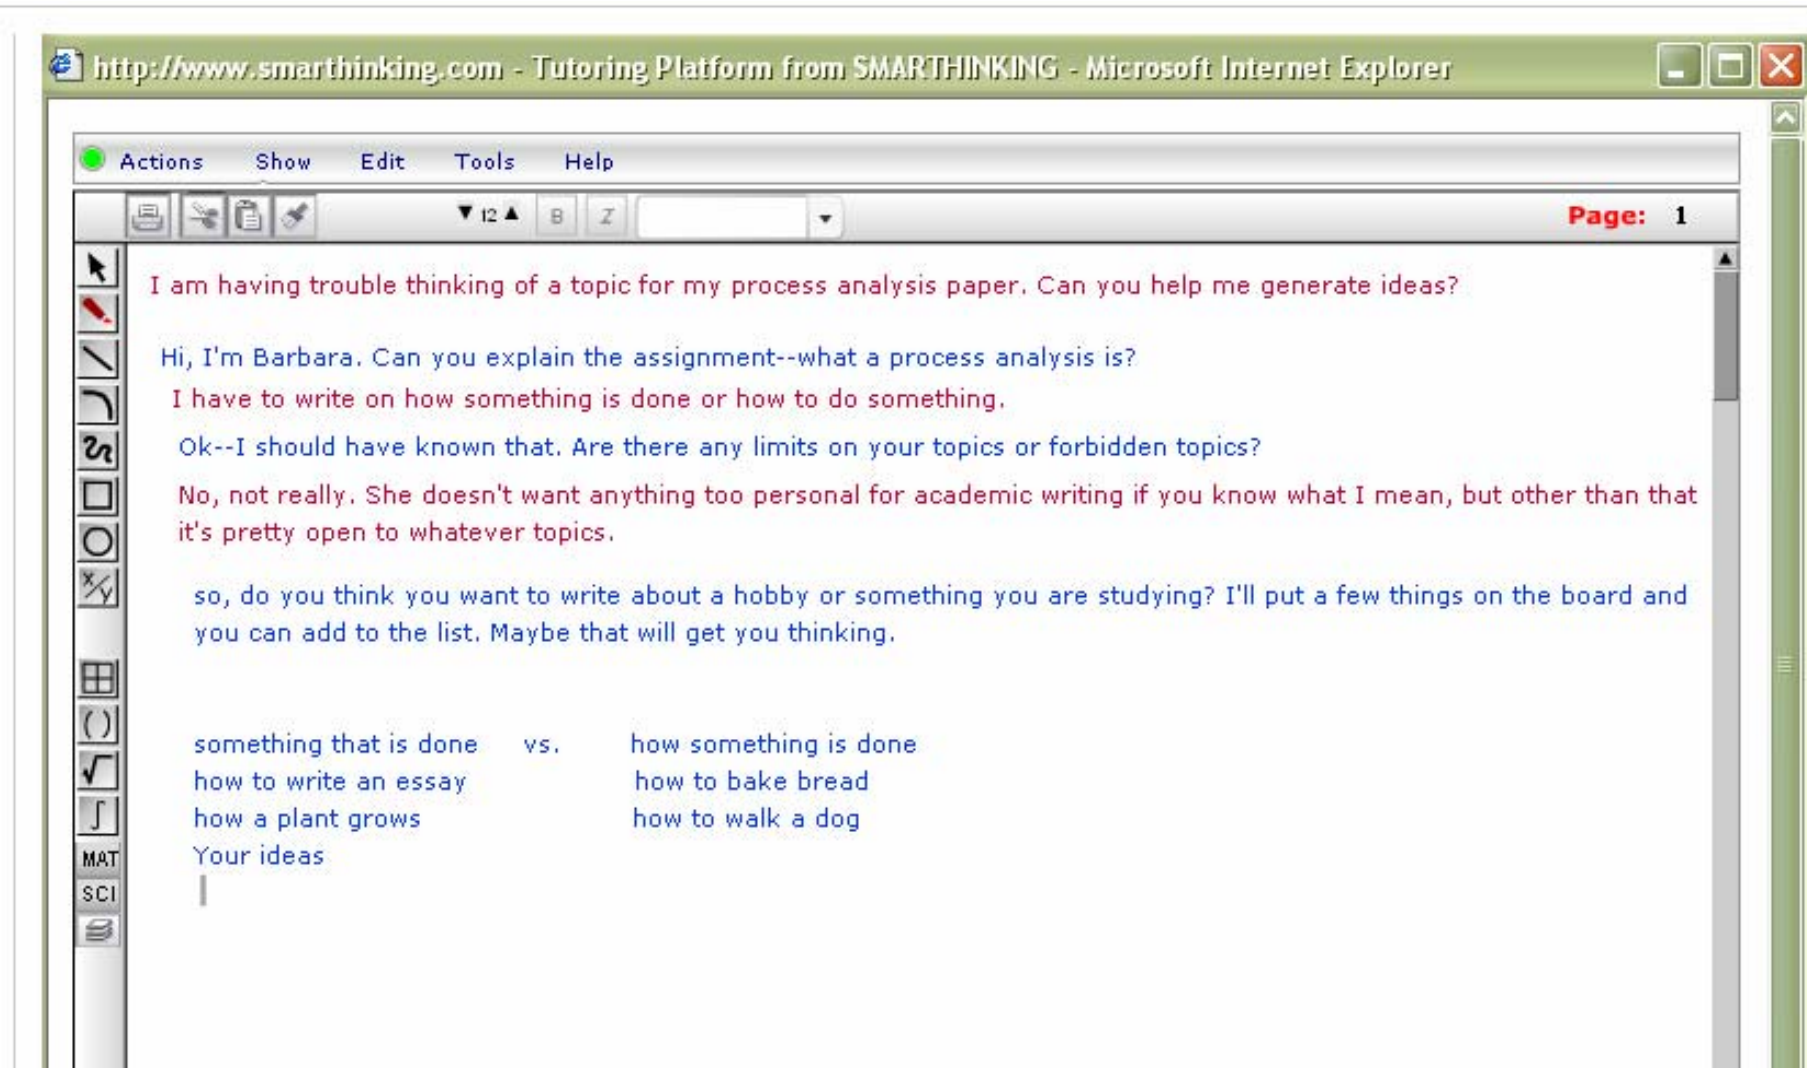 http://www.smarthinking.com - Tutoring Platform from SMARTHINKING - Microsoft Internet Explorer
Actions Show Edit Tools Help
12 B I Page: 1
I am having trouble thinking of a topic for my process analysis paper. Can you help me generate ideas?
Hi, I'm Barbara. Can you explain the assignment--what a process analysis is?
I have to write on how something is done or how to do something.
Ok--I should have known that. Are there any limits on your topics or forbidden topics?
No, not really. She doesn't want anything too personal for academic writing if you know what I mean, but other than that
it's pretty open to whatever topics.
x/y
so, do you think you want to write about a hobby or something you are studying? I'll put a few things on the board and
you can add to the list. Maybe that will get you thinking.
( )
something that is done vs. how something is done
√
how to write an essay how to bake bread
∫
how a plant grows how to walk a dog
MAT
Your ideas
SCI